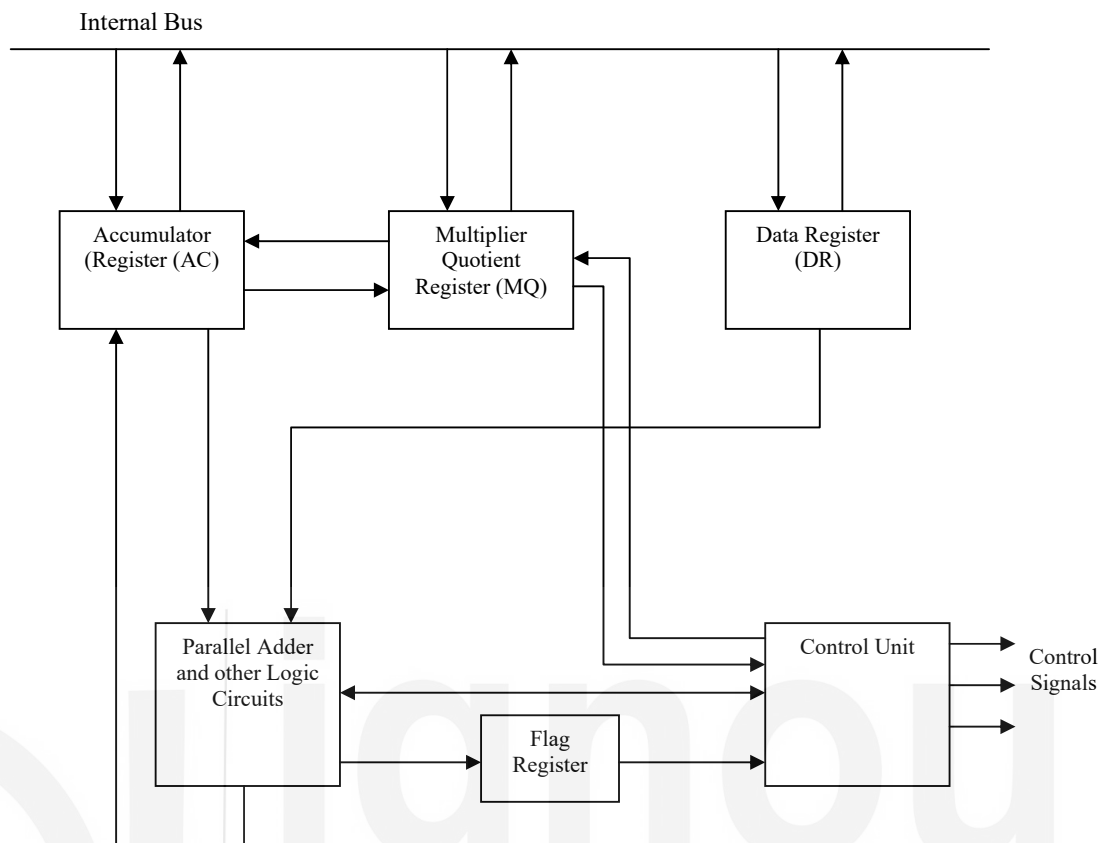 Internal Bus
Accumulator
(Register (AC)
Multiplier
Quotient
Register (MQ)
Data Register
(DR)
Parallel Adder
and other Logic
Circuits
Control Unit
Control
Signals
Flag
Register
ignou